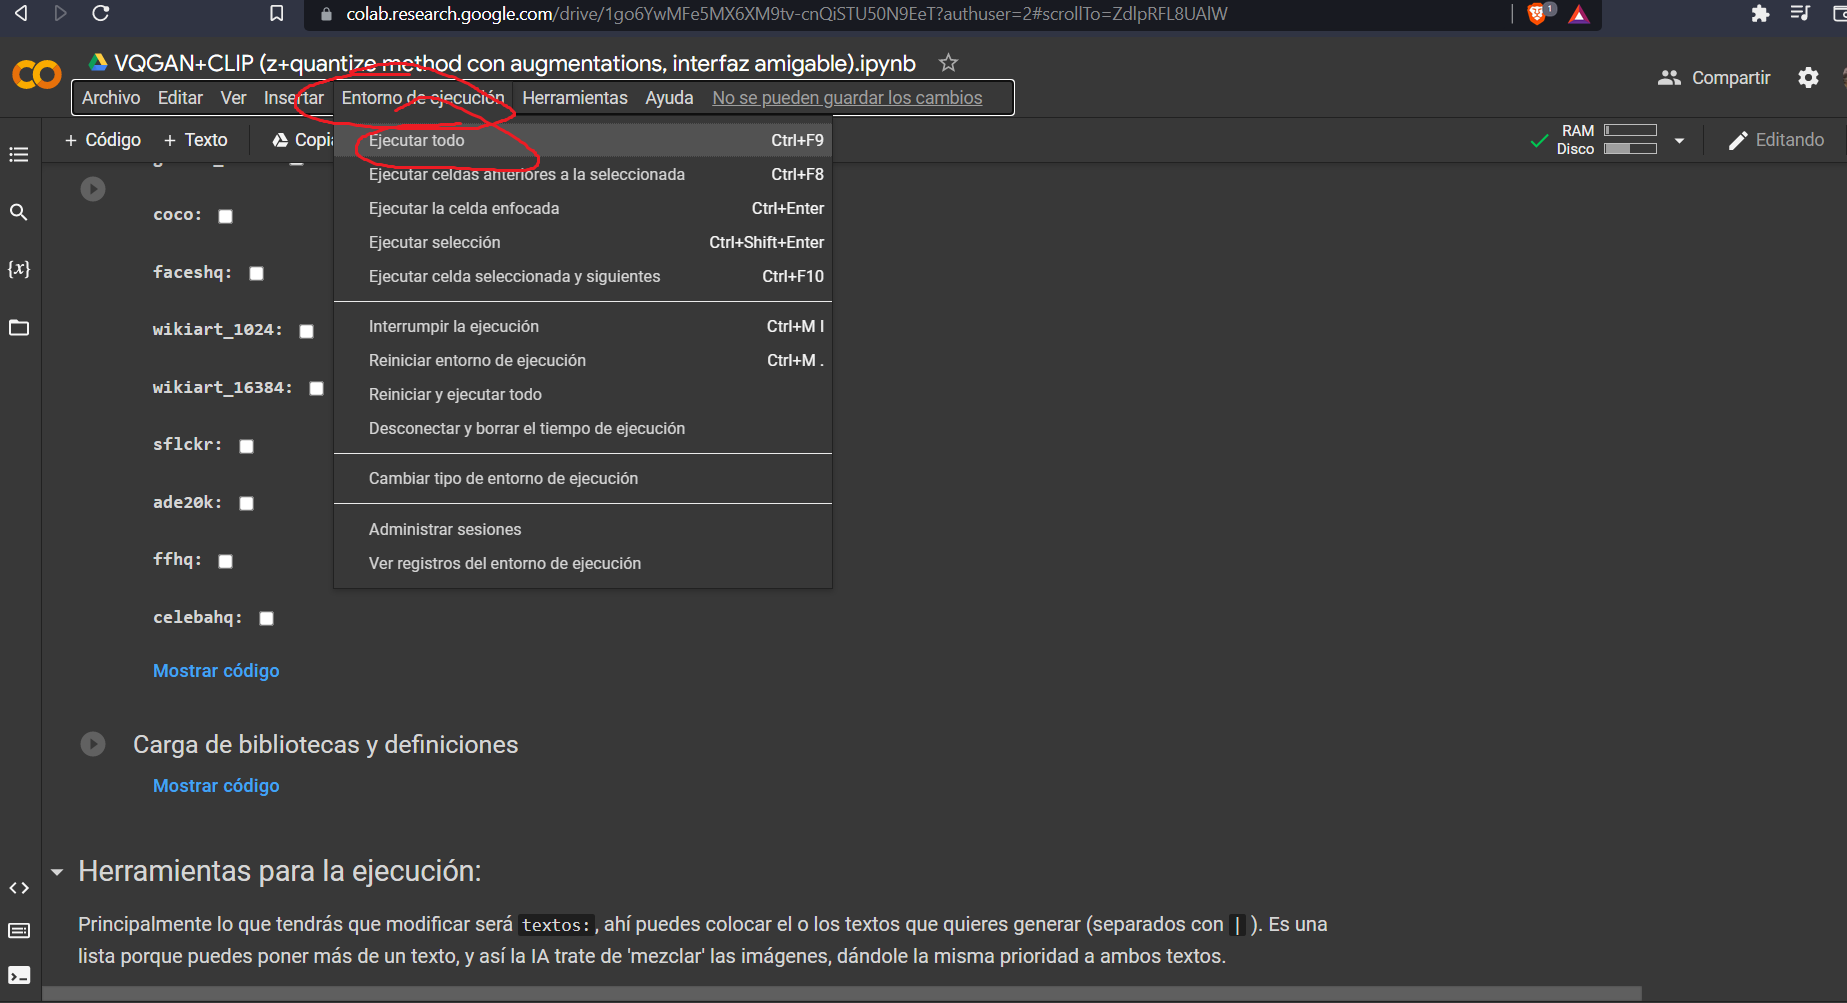 colab.research.google.com/drive/1go6YwMFe5MX6XM9tv-cnQiSTU50N9EeT?authuser=2#scrollTo=ZdlpRFL8UAlW
1
VQGAN+CLIP (z+quantize method con augmentations, interfaz amigable).ipynb
Compartir
Archivo Editar Ver Insertar Entorno de ejecución Herramientas Ayuda No se pueden guardar los cambios
+ Código + Texto Copia
RAM
Disco
Editando
Ejecutar todo Ctrl+F9
Ejecutar celdas anteriores a la seleccionada Ctrl+F8
Ejecutar la celda enfocada Ctrl+Enter
Ejecutar selección Ctrl+Shift+Enter
Ejecutar celda seleccionada y siguientes Ctrl+F10
Interrumpir la ejecución Ctrl+M I
Reiniciar entorno de ejecución Ctrl+M .
Reiniciar y ejecutar todo
Desconectar y borrar el tiempo de ejecución
Cambiar tipo de entorno de ejecución
Administrar sesiones
Ver registros del entorno de ejecución
{x}
coco:
faceshq:
wikiart_1024:
wikiart_16384:
sflckr:
ade20k:
ffhq:
celebahq:
Mostrar código
Carga de bibliotecas y definiciones
Mostrar código
Herramientas para la ejecución:
Principalmente lo que tendrás que modificar será textos:, ahí puedes colocar el o los textos que quieres generar (separados con | ). Es una
lista porque puedes poner más de un texto, y así la IA trate de 'mezclar' las imágenes, dándole la misma prioridad a ambos textos.